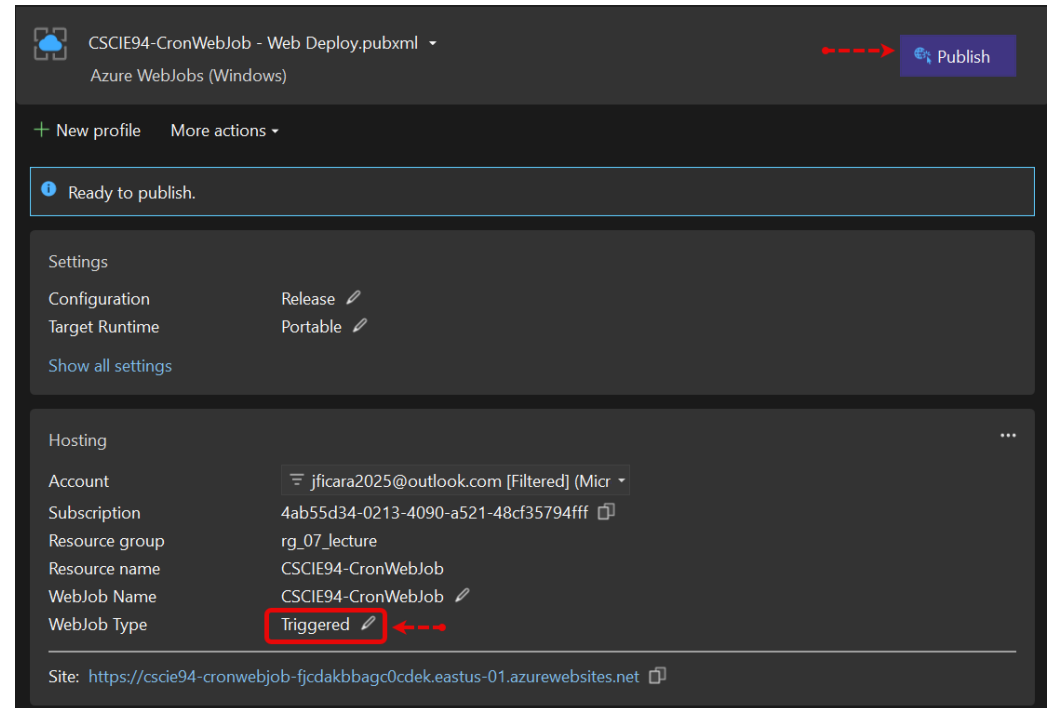 CSCIE94-CronWebJob - Web Deploy.pubxml
Azure WebJobs (Windows)
Publish
New profile More actions
Ready to publish.
Settings
Configuration Release
Target Runtime Portable
Show all settings
Hosting
Account jficara2025@outlook.com [Filtered] (Micr
Subscription 4ab55d34-0213-4090-a521-48cf35794fff
Resource group rg_07_lecture
Resource name CSCIE94-CronWebJob
WebJob Name CSCIE94-CronWebJob
WebJob Type Triggered
Site: https://cscie94-cronwebjob-fjcdakbbagc0cdek.eastus-01.azurewebsites.net